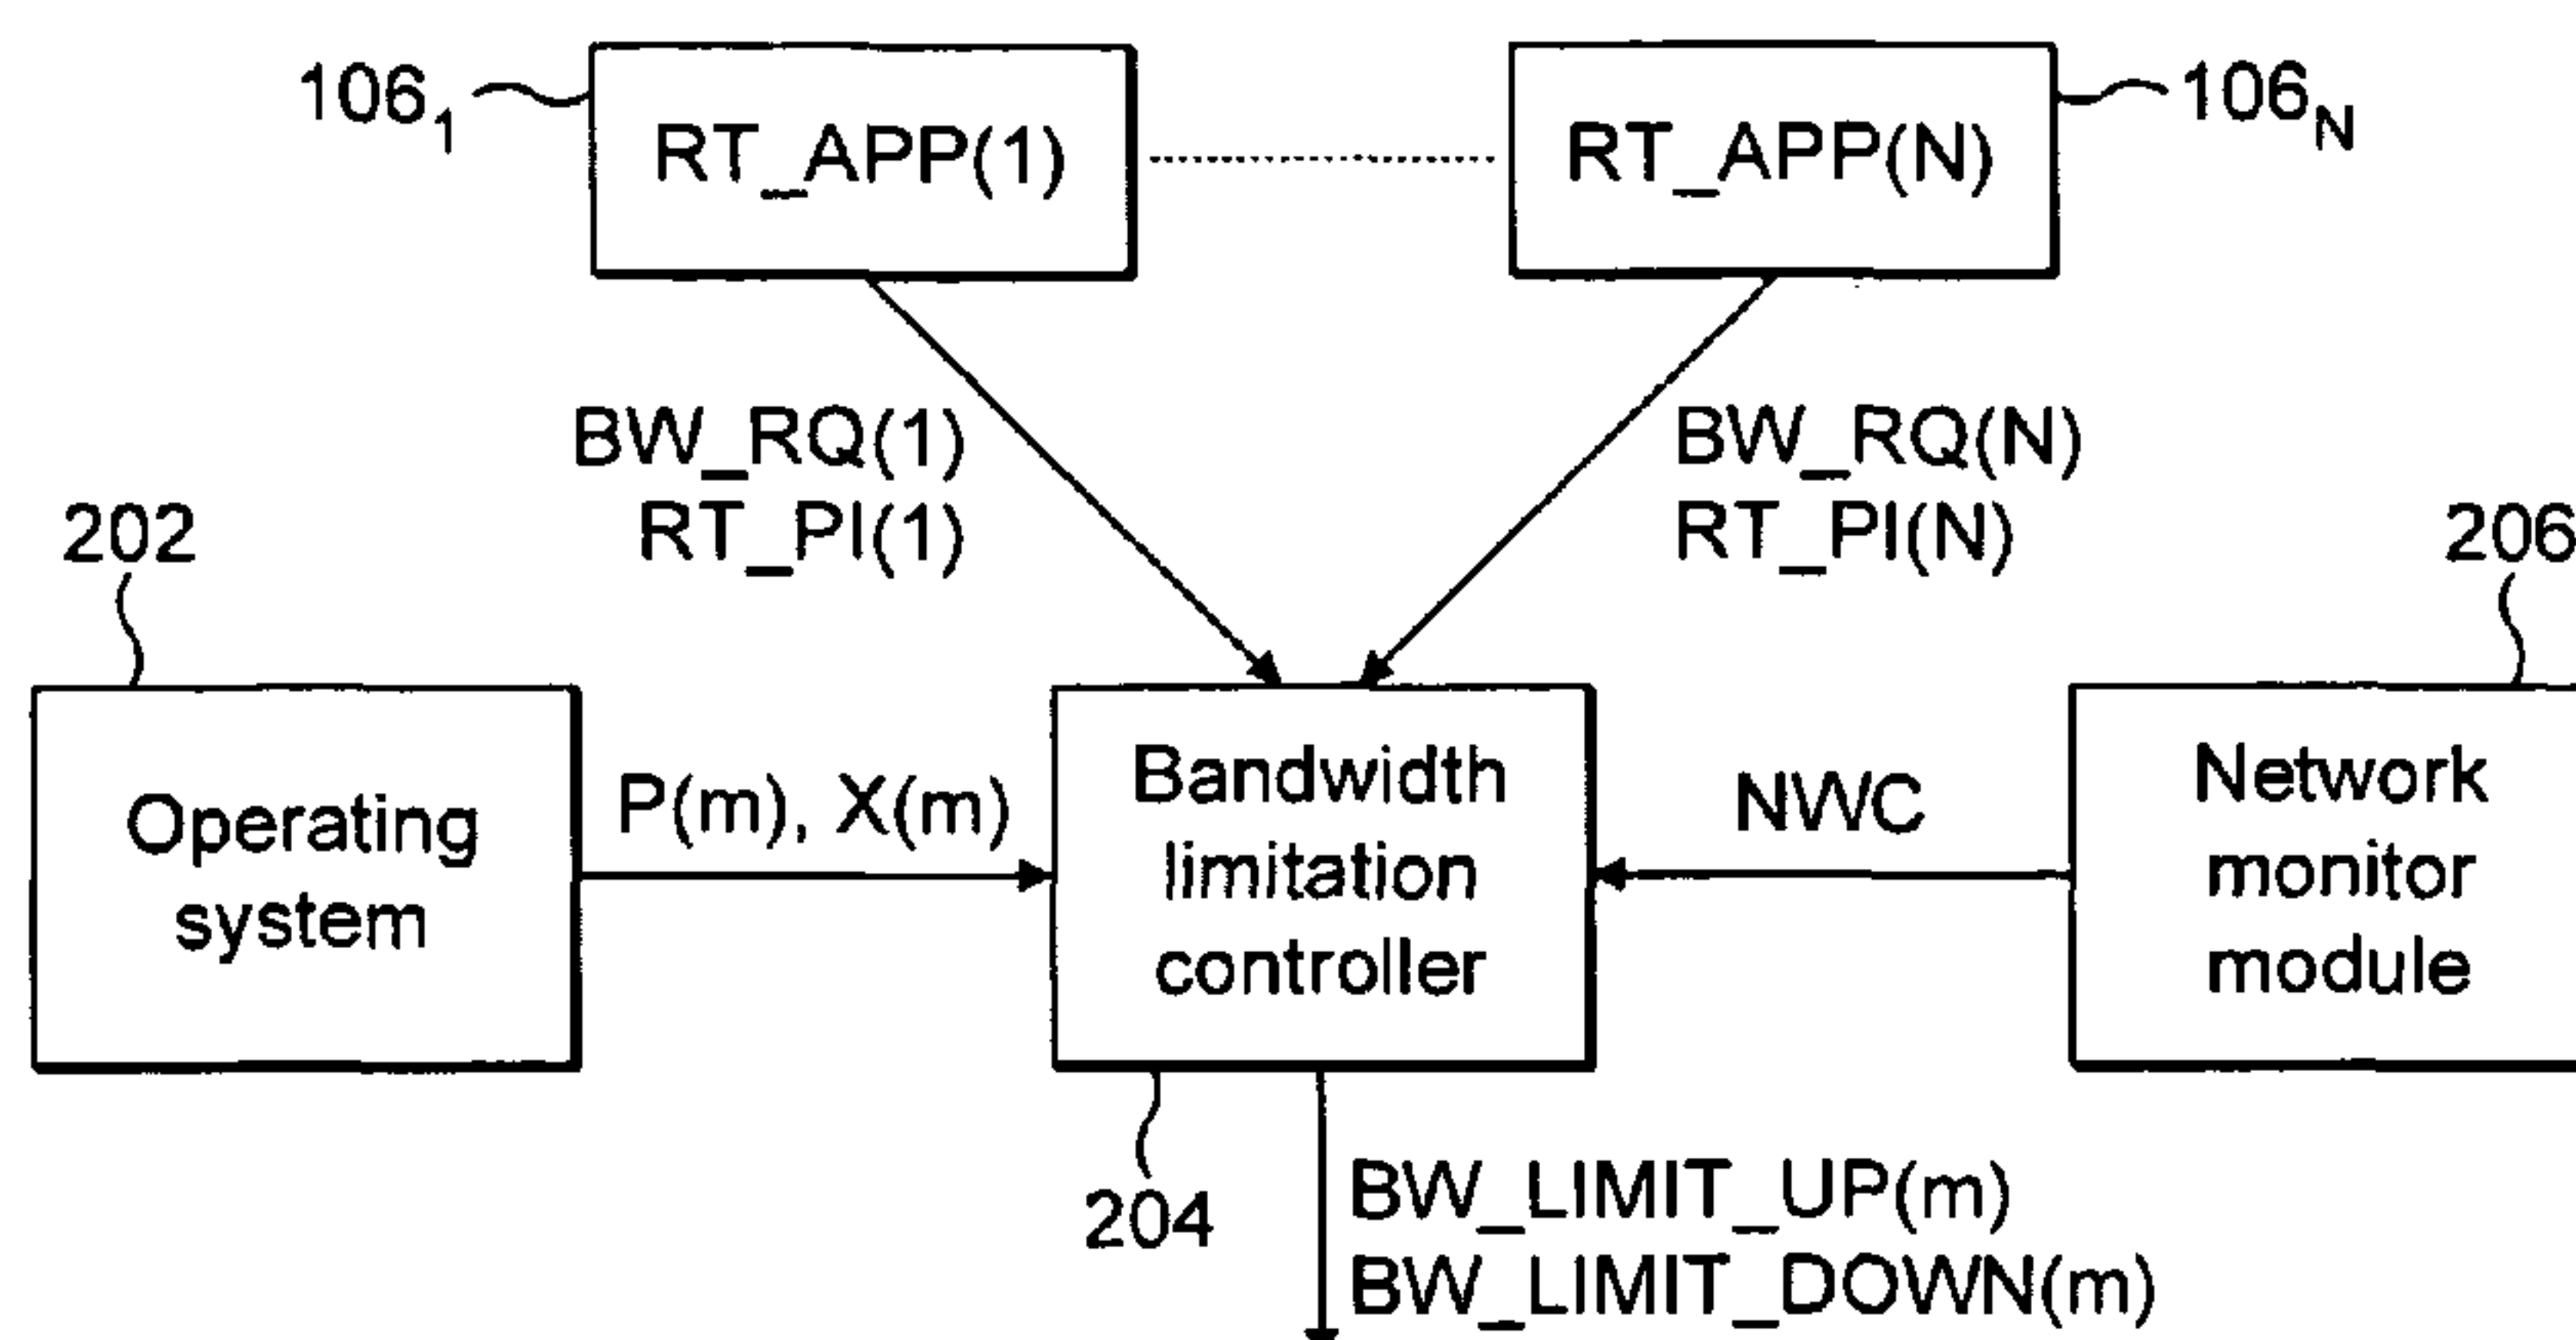 106₁
RT_APP(1)
RT_APP(N)
106N
BW_RQ(1)
RT_PI(1)
BW_RQ(N)
RT_PI(N)
202
206
Operating
system
P(m), X(m)
Bandwidth
limitation
controller
NWC
Network
monitor
module
204
BW_LIMIT_UP(m)
BW_LIMIT_DOWN(m)